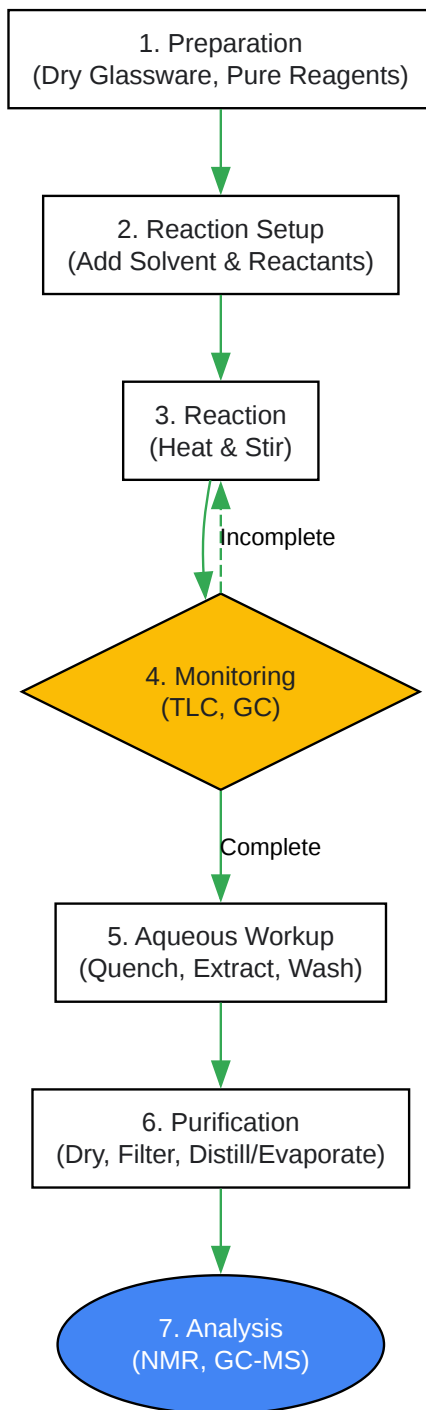 1. Preparation
(Dry Glassware, Pure Reagents)
2. Reaction Setup
(Add Solvent & Reactants)
3. Reaction
(Heat & Stir)
Incomplete
4. Monitoring
(TLC, GC)
Complete
5. Aqueous Workup
(Quench, Extract, Wash)
6. Purification
(Dry, Filter, Distill/Evaporate)
7. Analysis
(NMR, GC-MS)